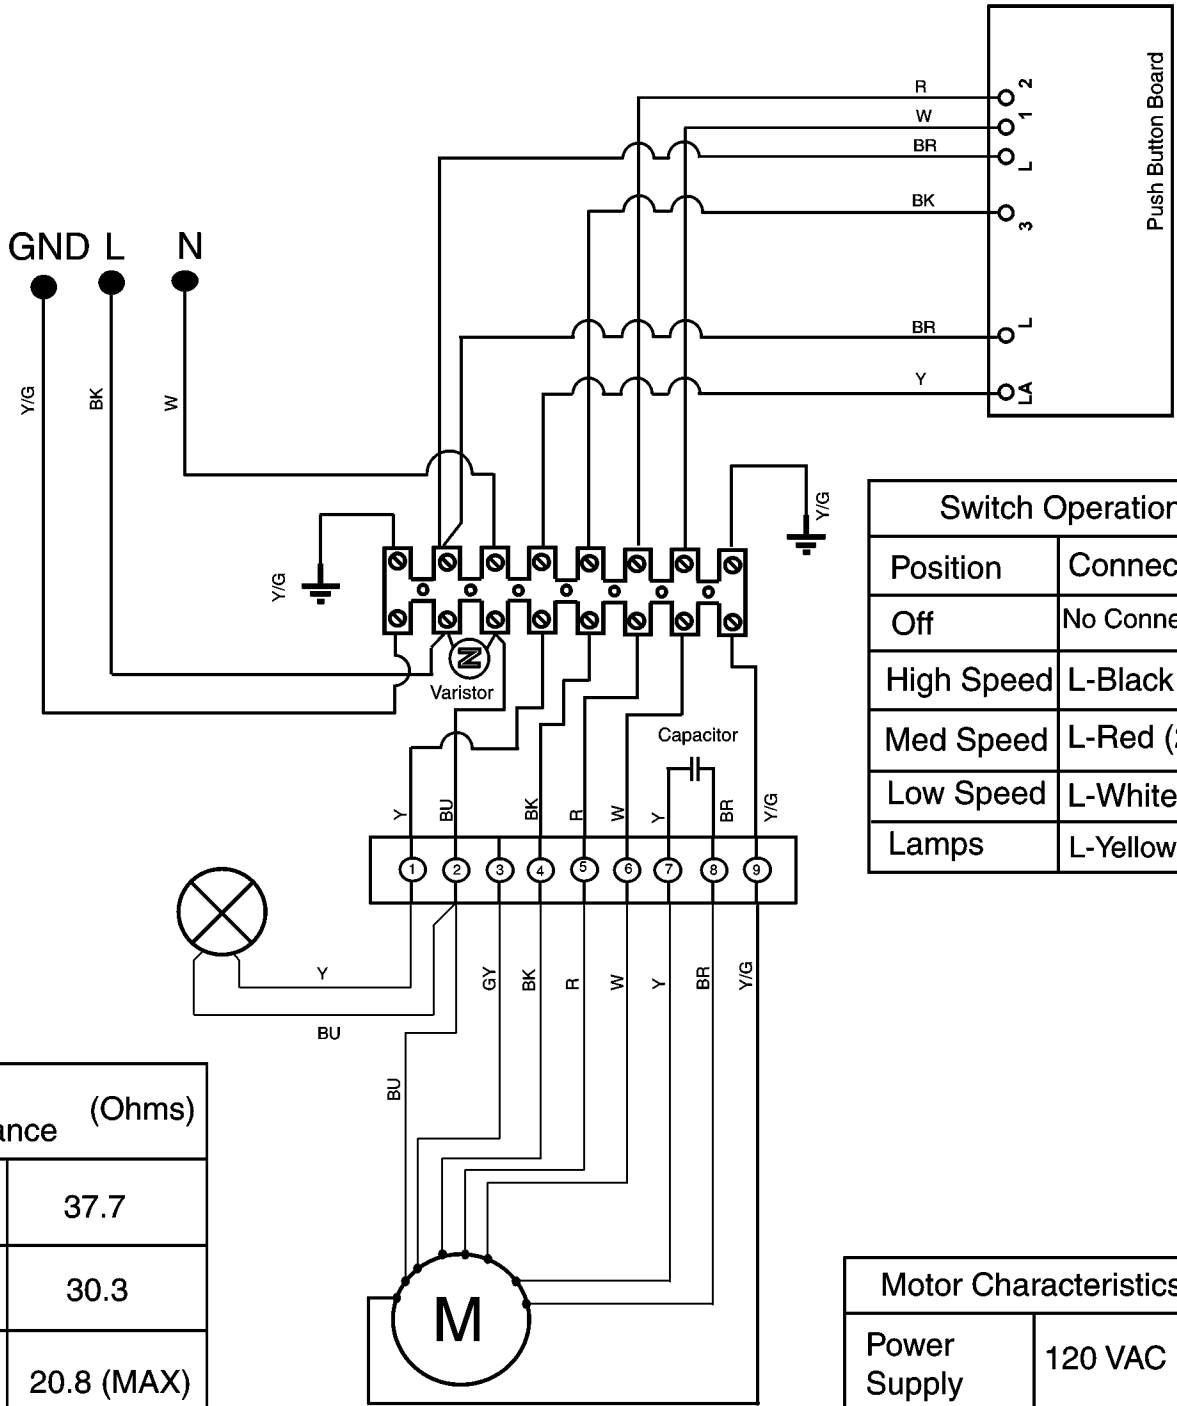 R
2
W
1
BR
L
BK
3
Push Button Board
BR
L
Y
LA
GND L N
Y/G
BK
W
Y/G
Y/G
Varistor
Capacitor
Y
BU
BK
R
W
Y
BR
Y/G
1 2 3 4 5 6 7 8 9
Y
BU
GY
BK
R
W
Y
BR
Y/G
BU
M
Switch Operation
Position Connec
Off No Conne
High Speed L-Black
Med Speed L-Red (2
Low Speed L-White
Lamps L-Yellow
(Ohms)
ance
37.7
30.3
20.8 (MAX)
Motor Characteristics
Power
Supply
120 VAC